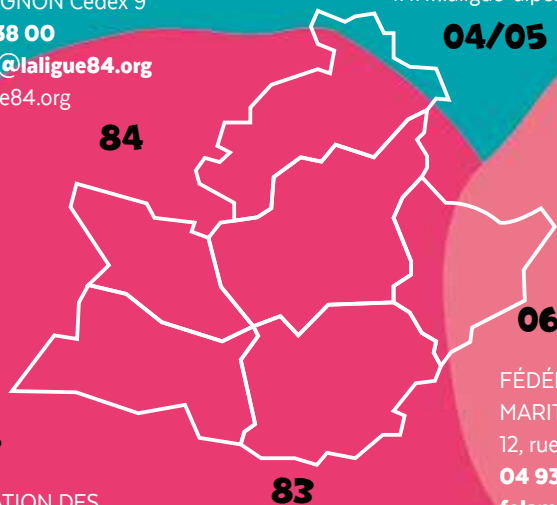 GNON Cedex 9
38 00
@laligue84.org
e84.org
84
04/05
06
FÉDÉ
MARIT
12, rue
04 93
83
ATION DES